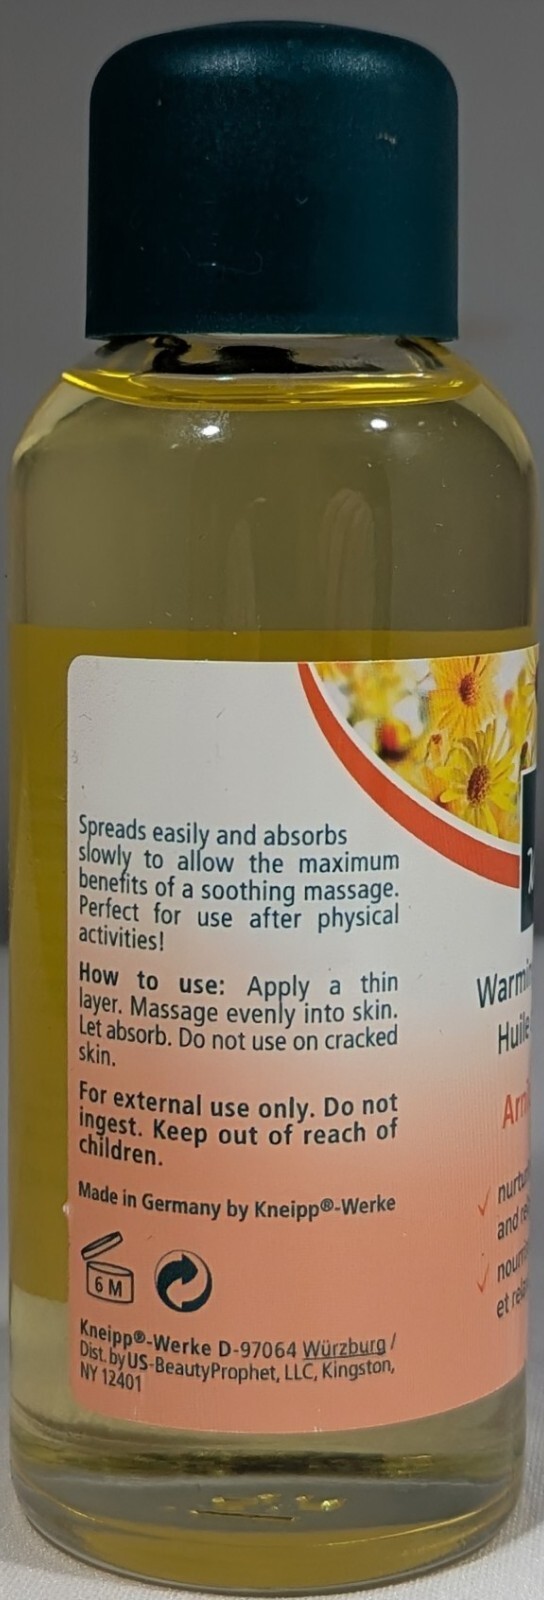 Spreads easily and absorbs
slowly to allow the maximum
benefits of a soothing massage.
Perfect for use after physical
activities!
How to use: Apply a thin
layer. Massage evenly into skin.
Let absorb. Do not use on cracked
skin.
For external use only. Do not
ingest. Keep out of reach of
children.
Made in Germany by Kneipp®-Werke
6 M
Kneipp®-Werke D-97064 Würzburg /
Dist. by US-BeautyProphet, LLC, Kingston,
NY 12401
Huile
and
et